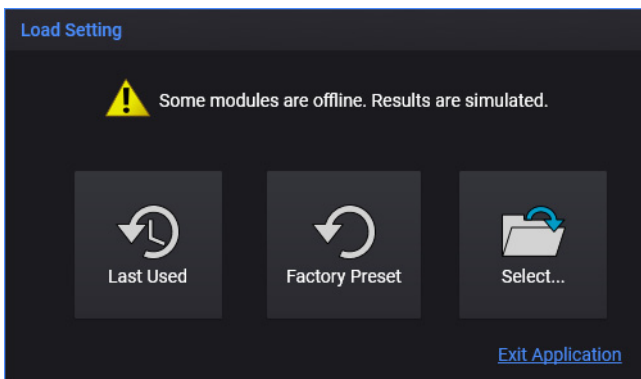 Load Setting
Some modules are offline. Results are simulated.
Last Used
Factory Preset
Select...
Exit Application